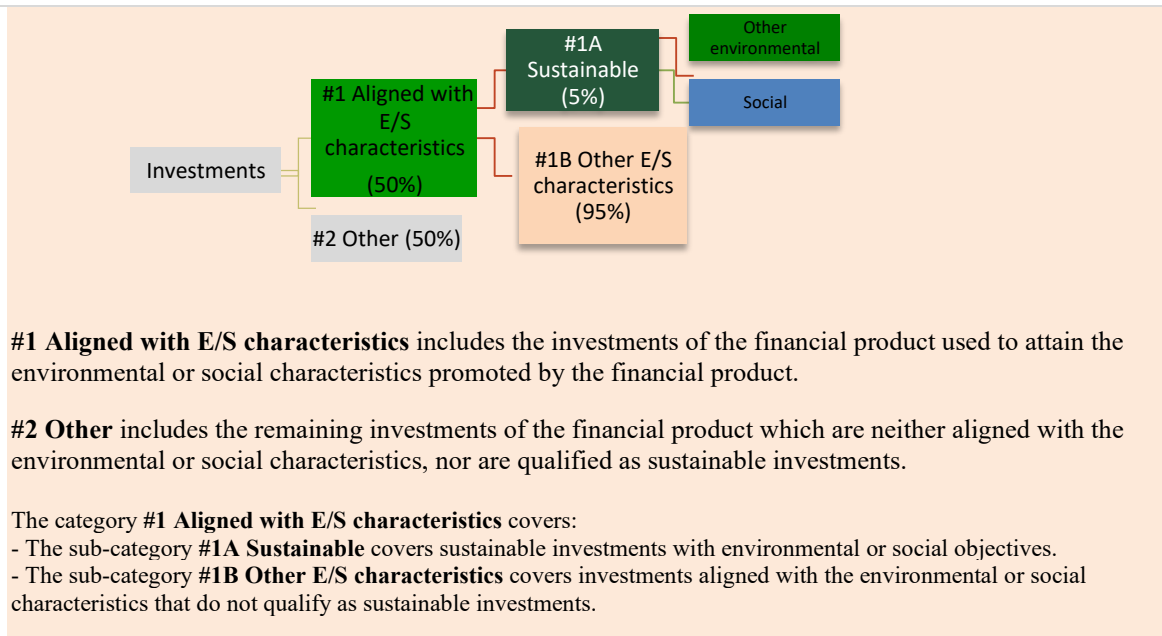 Investments
#1 Aligned with
E/S
characteristics
(50%)
#2 Other (50%)
#1A
Sustainable
(5%)
#1B Other E/S
characteristics
(95%)
Other
environmental
Social
#1 Aligned with E/S characteristics includes the investments of the financial product used to attain the
environmental or social characteristics promoted by the financial product.
#2 Other includes the remaining investments of the financial product which are neither aligned with the
environmental or social characteristics, nor are qualified as sustainable investments.
The category #1 Aligned with E/S characteristics covers:
- The sub-category #1A Sustainable covers sustainable investments with environmental or social objectives.
- The sub-category #1B Other E/S characteristics covers investments aligned with the environmental or social
characteristics that do not qualify as sustainable investments.